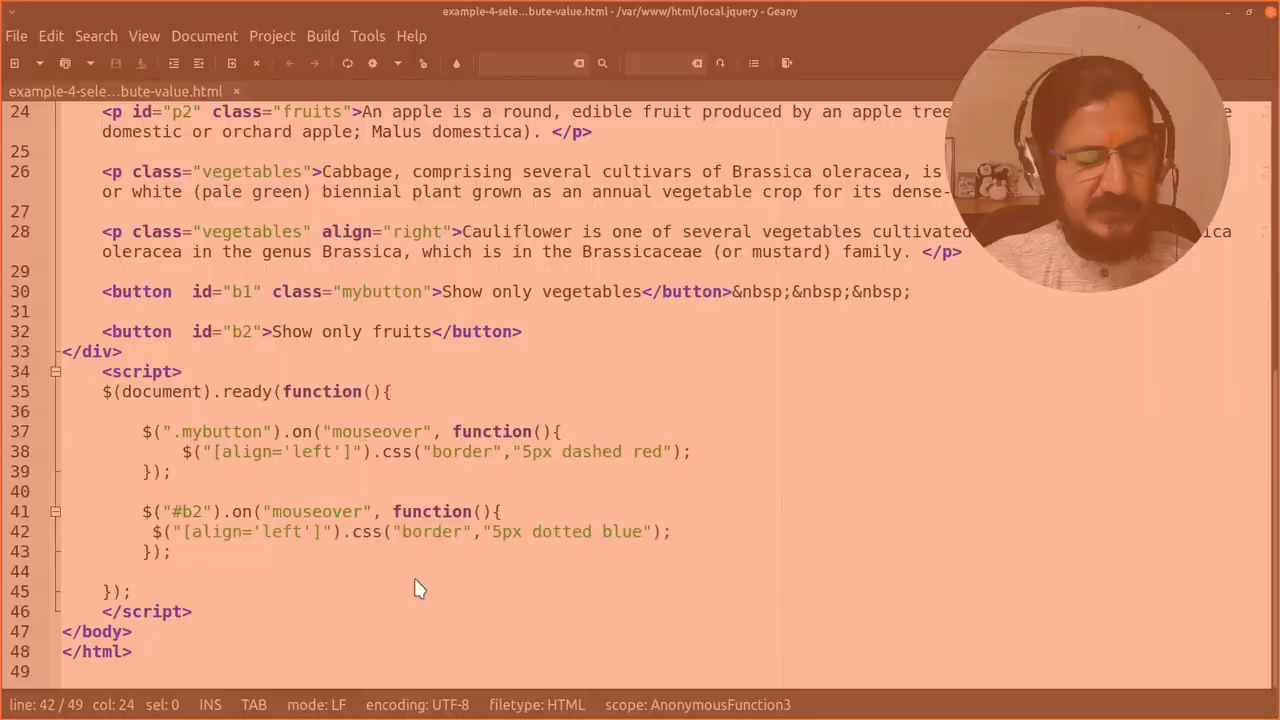 example-4-sele...bute-value.html - /var/www/html/local.jquery - Geany
File Edit Search View Document Project Build Tools Help
example-4-sele...bute-value.html ×
24 <p id="p2" class="fruits">An apple is a round, edible fruit produced by an apple tree
domestic or orchard apple; Malus domestica). </p>
25
26 <p class="vegetables">Cabbage, comprising several cultivars of Brassica oleracea, is
or white (pale green) biennial plant grown as an annual vegetable crop for its dense-
27
28 <p class="vegetables" align="right">Cauliflower is one of several vegetables cultivated
oleracea in the genus Brassica, which is in the Brassicaceae (or mustard) family. </p>
29
30 <button  id="b1" class="mybutton">Show only vegetables</button>&nbsp;&nbsp;&nbsp;
31
32 <button  id="b2">Show only fruits</button>
33 </div>
34 <script>
35 $(document).ready(function(){
36
37 $(".mybutton").on("mouseover", function(){
38 $("[align='left']").css("border","5px dashed red");
39 });
40
41 $("#b2").on("mouseover", function(){
42 $("[align='left']").css("border","5px dotted blue");
43 });
44
45 });
46 </script>
47 </body>
48 </html>
49
line: 42 / 49 col: 24 sel: 0 INS TAB mode: LF encoding: UTF-8 filetype: HTML scope: AnonymousFunction3